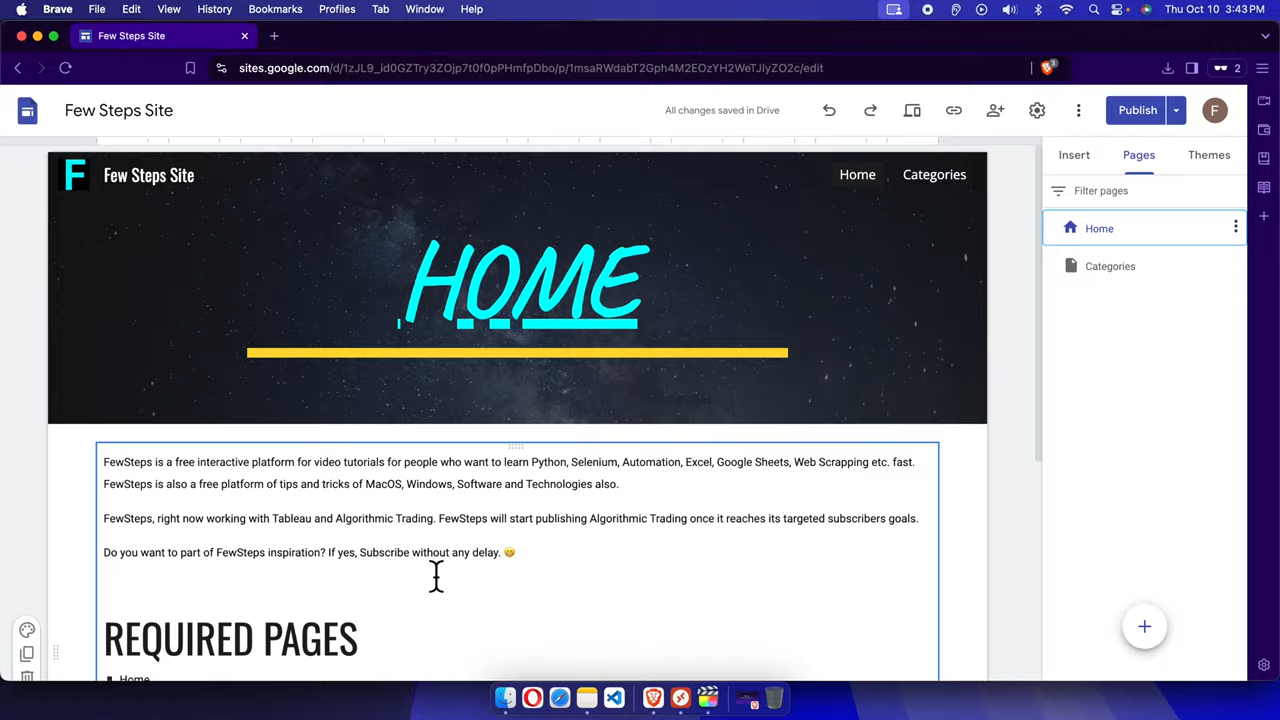 Brave File Edit View History Bookmarks Profiles Tab Window Help Thu Oct 10 3:43 PM
Few Steps Site
sites.google.com/d/1zJL9_id0GZTry3ZOjp7t0f0pPHmfpDbo/p/1msaRWdabT2Gph4M2EOzYH2WeTJlyZO2c/edit 3 2
Few Steps Site All changes saved in Drive Publish F
Insert Pages Themes
F Few Steps Site Home Categories
Filter pages
Home
Categories
HOME
FewSteps is a free interactive platform for video tutorials for people who want to learn Python, Selenium, Automation, Excel, Google Sheets, Web Scrapping etc. fast.
FewSteps is also a free platform of tips and tricks of MacOS, Windows, Software and Technologies also.
FewSteps, right now working with Tableau and Algorithmic Trading. FewSteps will start publishing Algorithmic Trading once it reaches its targeted subscribers goals.
Do you want to part of FewSteps inspiration? If yes, Subscribe without any delay. 😁
REQUIRED PAGES
Home